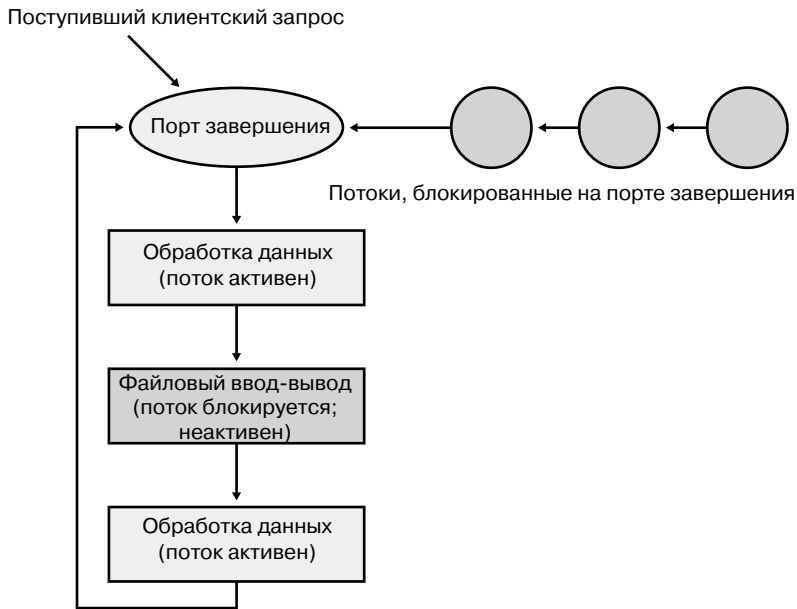 Поступивший клиентский запрос
Порт завершения
Потоки, блокированные на порте завершения
Обработка данных
(поток активен)
Файловый ввод-вывод
(поток блокируется;
неактивен)
Обработка данных
(поток активен)